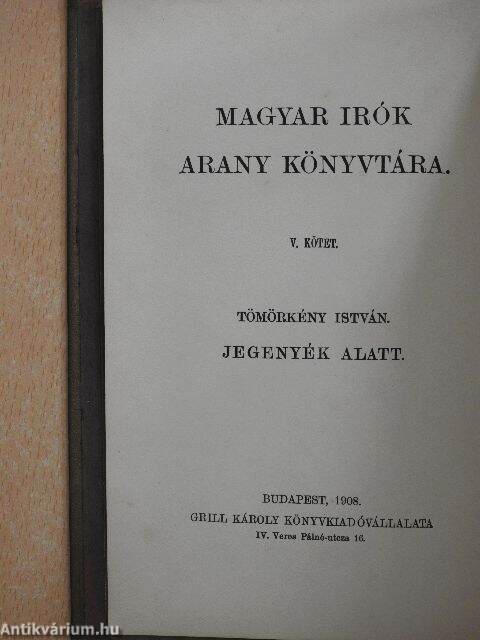 MAGYAR IRÓK
ARANY KÖNYVTÁRA.
V. KÖTET.
TÖMÖRKÉNY ISTVÁN.
JEGENYÉK ALATT.
BUDAPEST, 1908.
GRILL KÁROLY KÖNYVKIADÓVÁLLALATA
IV. Veres Pálné-utcza 16.
Antikvárium.hu